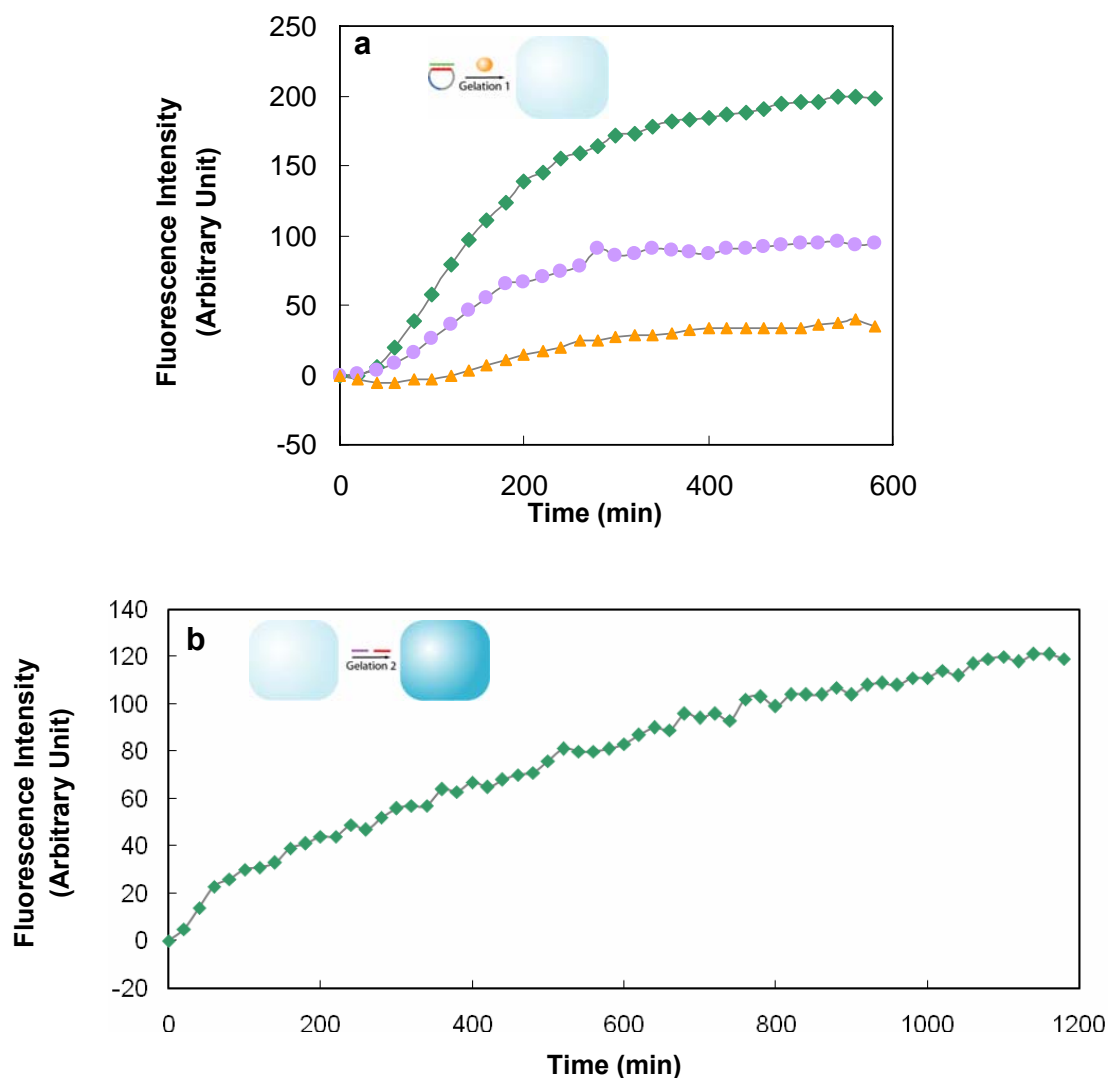 a
Gelation 1
Fluorescence Intensity
(Arbitrary Unit)
250
200
150
100
50
0
-50
0
200
400
600
Time (min)
b
Gelation 2
Fluorescence Intensity
(Arbitrary Unit)
140
120
100
80
60
40
20
0
-20
0
200
400
600
800
1000
1200
Time (min)